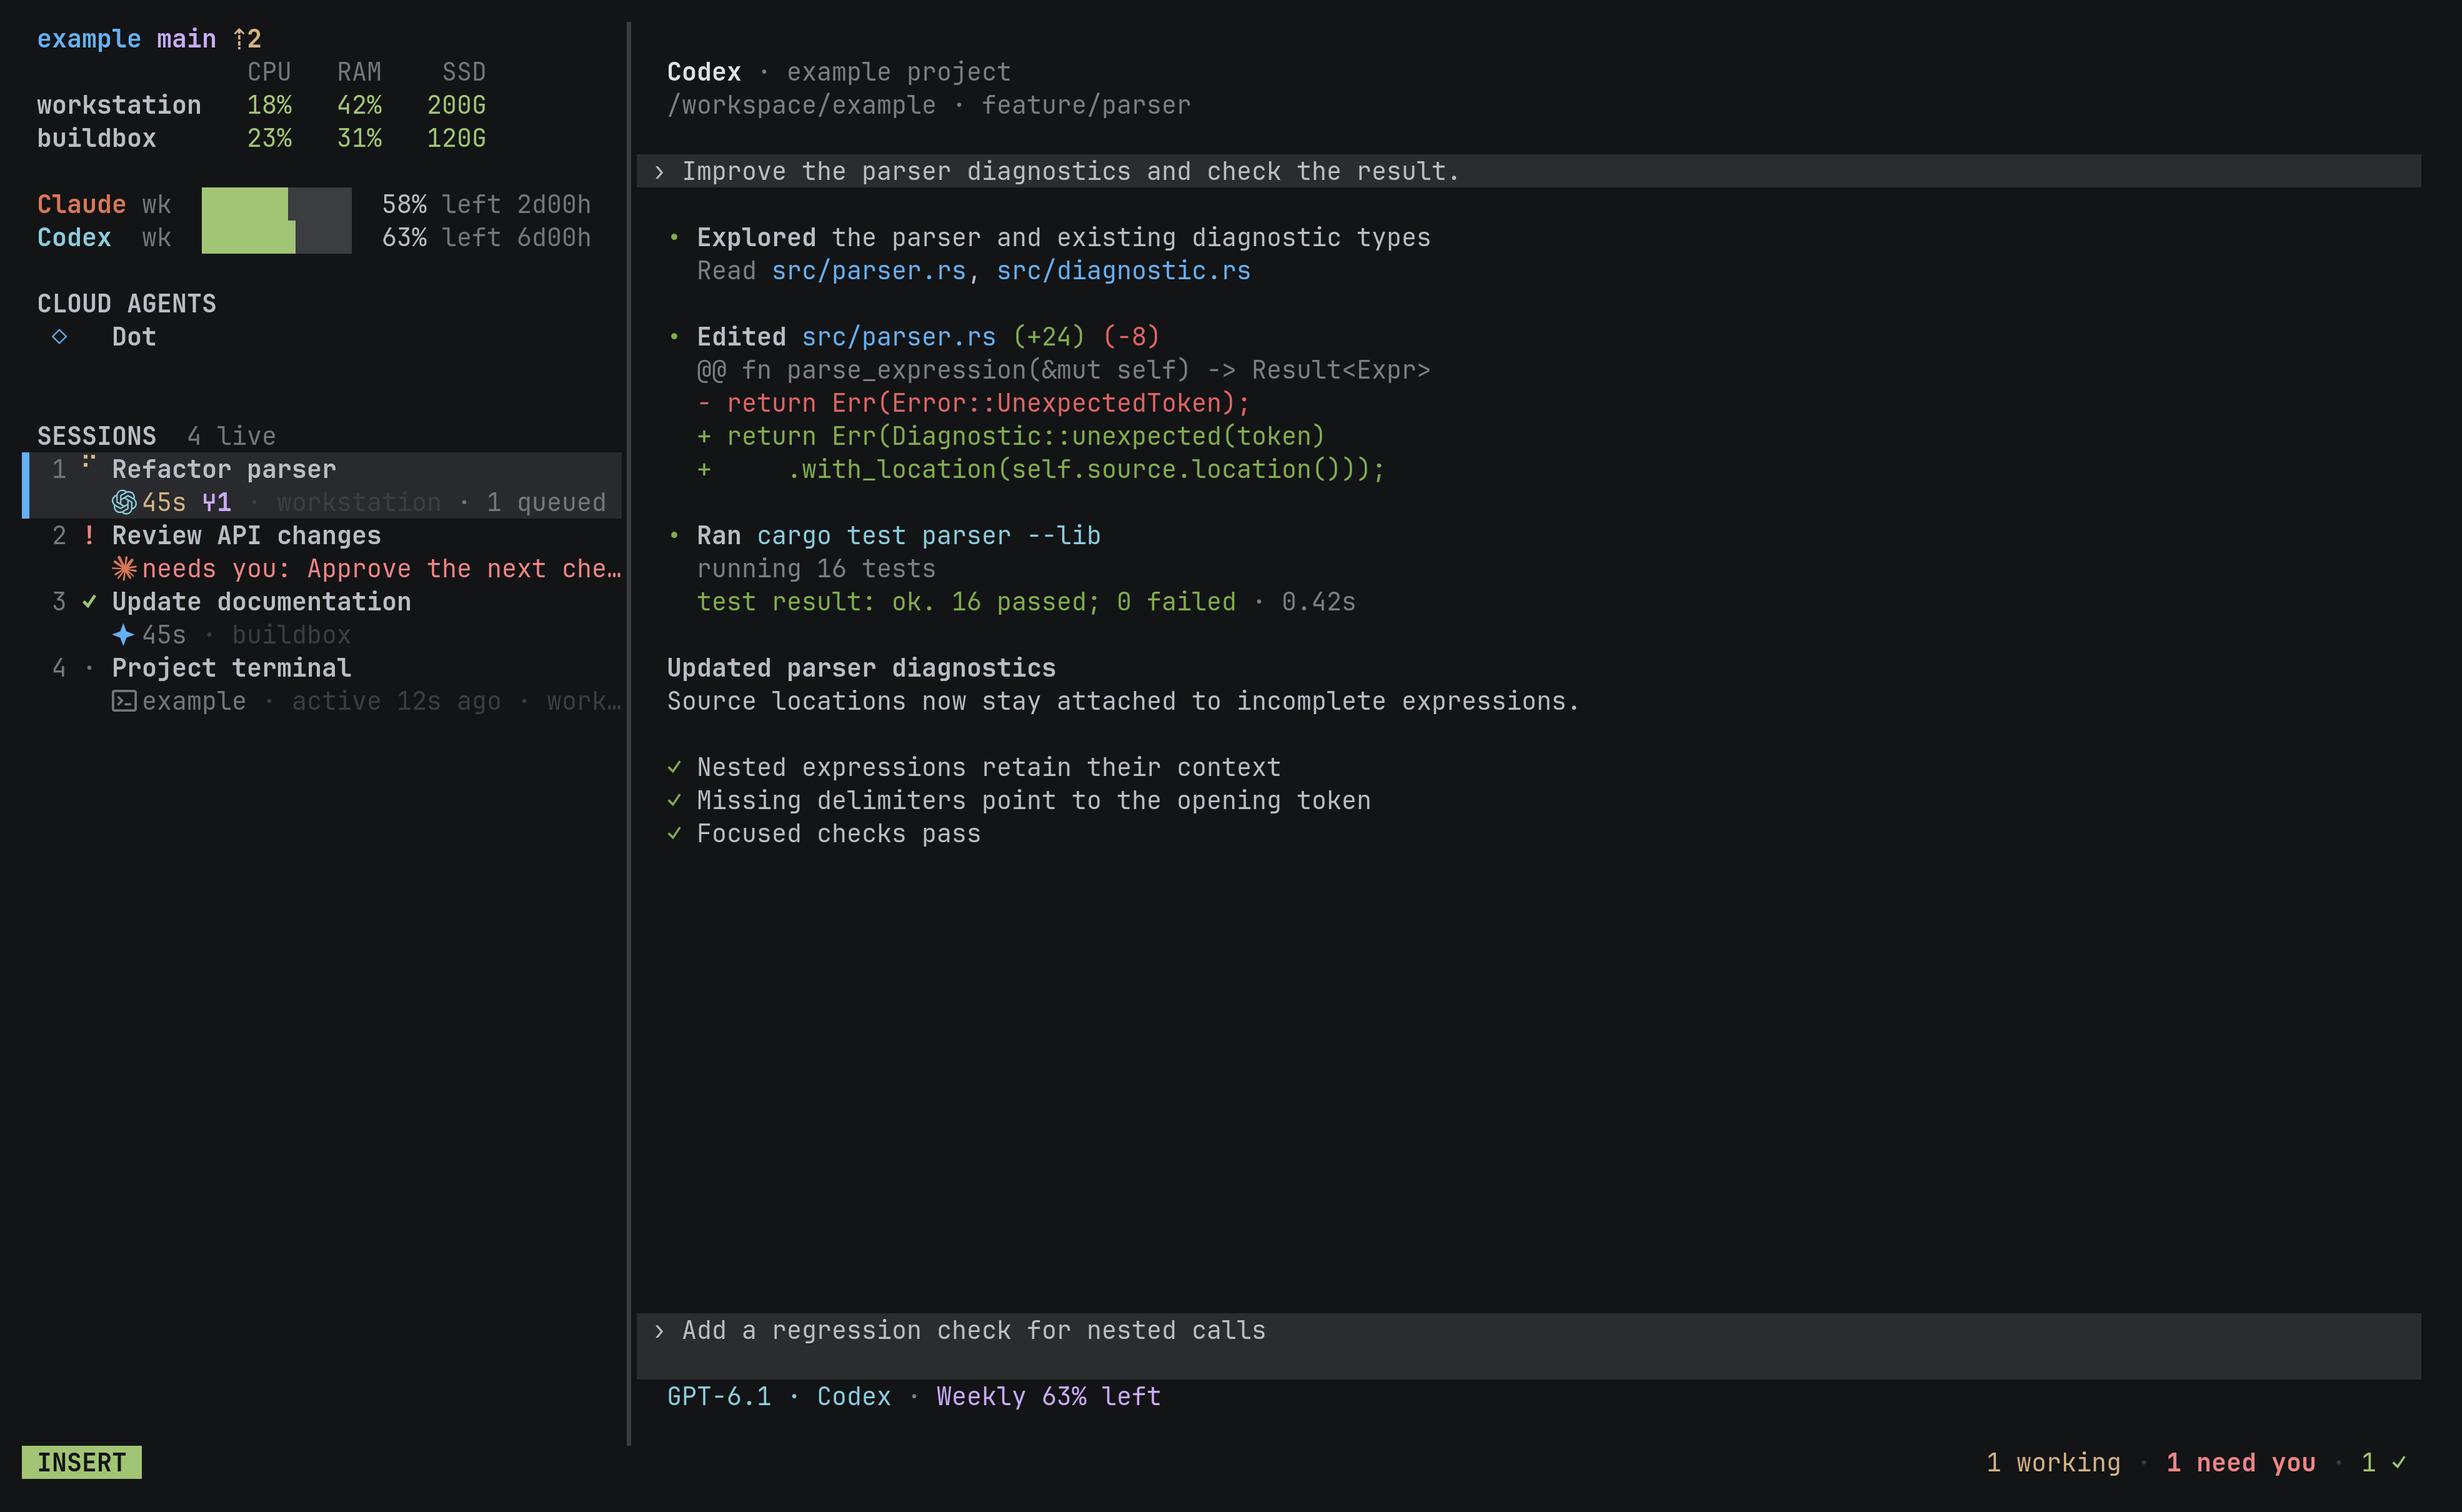 example main ⇡2
CPU RAM SSD
workstation 18% 42% 200G
buildbox 23% 31% 120G
Claude wk 58% left 2d00h
Codex wk 63% left 6d00h
CLOUD AGENTS
◇ Dot
SESSIONS 4 live
1 Refactor parser
45s ⑂1 · workstation · 1 queued
2 ! Review API changes
needs you: Approve the next che…
3 ✓ Update documentation
45s · buildbox
4 · Project terminal
example · active 12s ago · work…
Codex · example project
/workspace/example · feature/parser
› Improve the parser diagnostics and check the result.
• Explored the parser and existing diagnostic types
Read src/parser.rs, src/diagnostic.rs
• Edited src/parser.rs (+24) (-8)
@@ fn parse_expression(&mut self) -> Result<Expr>
- return Err(Error::UnexpectedToken);
+ return Err(Diagnostic::unexpected(token)
+     .with_location(self.source.location()));
• Ran cargo test parser --lib
running 16 tests
test result: ok. 16 passed; 0 failed · 0.42s
Updated parser diagnostics
Source locations now stay attached to incomplete expressions.
✓ Nested expressions retain their context
✓ Missing delimiters point to the opening token
✓ Focused checks pass
› Add a regression check for nested calls
GPT-6.1 · Codex · Weekly 63% left
INSERT
1 working · 1 need you · 1 ✓